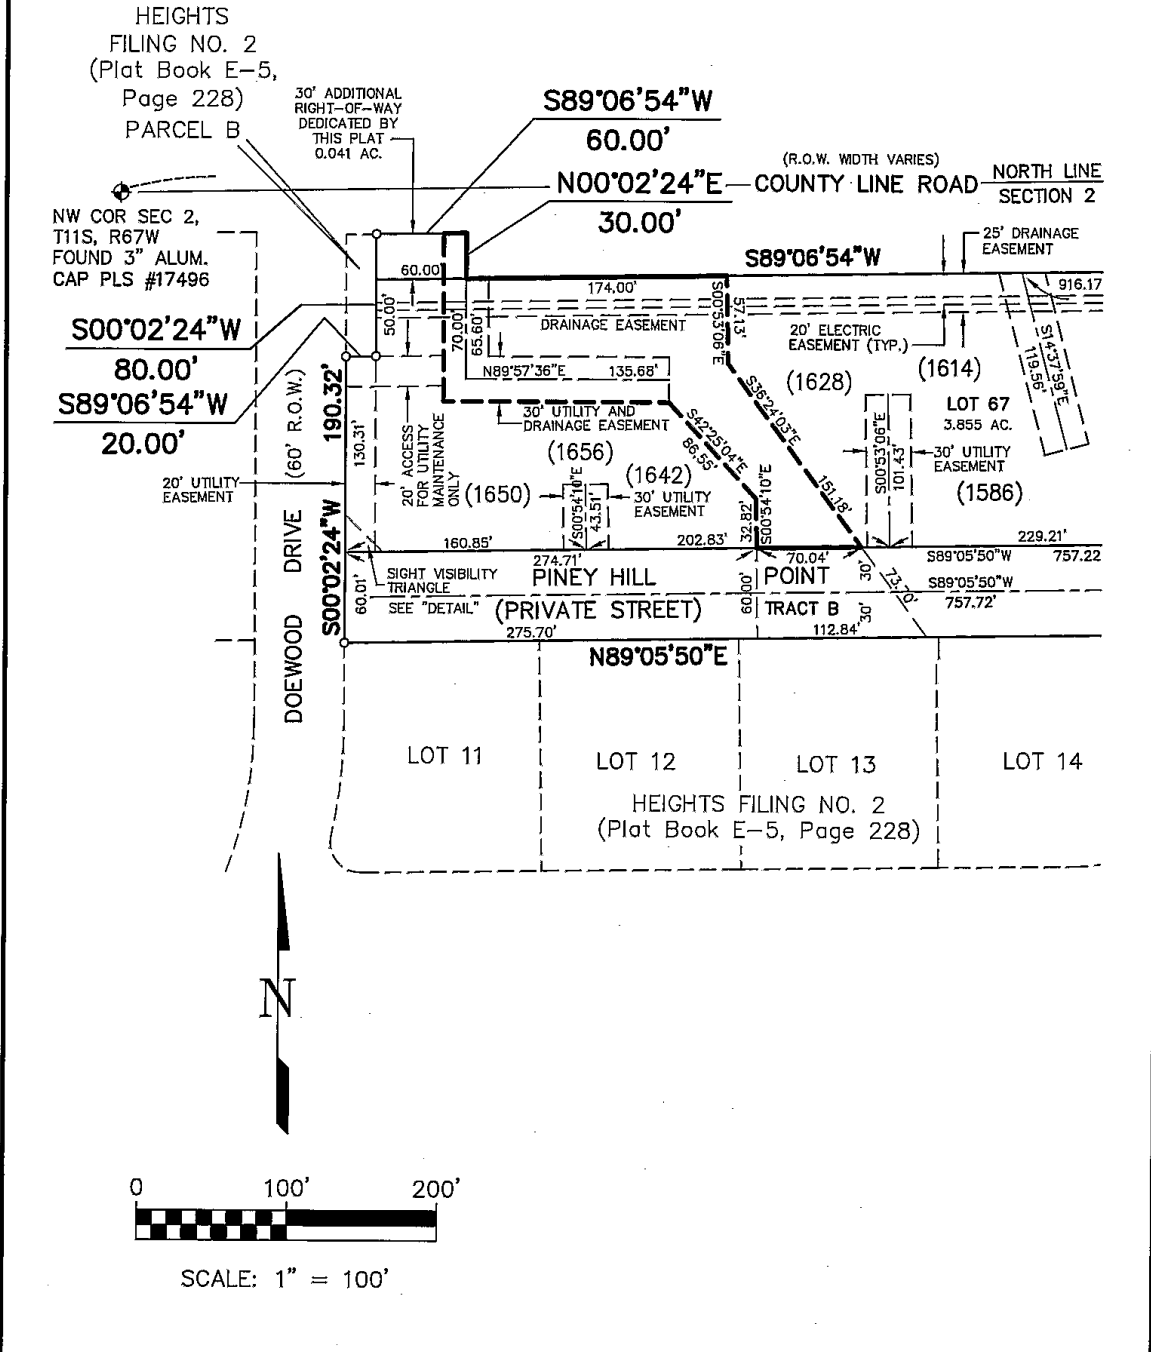 HEIGHTS
FILING NO. 2
(Plat Book E-5,
Page 228)
PARCEL B
30' ADDITIONAL
RIGHT-OF-WAY
DEDICATED BY
THIS PLAT
0.041 AC.
S89°06'54"W
60.00'
N00°02'24"E
30.00'
(R.O.W. WIDTH VARIES)
COUNTY LINE ROAD
NORTH LINE
SECTION 2
NW COR SEC 2,
T11S, R67W
FOUND 3" ALUM.
CAP PLS #17496
25' DRAINAGE
EASEMENT
S89°06'54"W
60.00
174.00'
916.17
S00°02'24"W
80.00'
S89°06'54"W
20.00'
50.00'
70.00'
65.60'
DRAINAGE EASEMENT
S00°53'06"E
57.13'
20' ELECTRIC
EASEMENT (TYP.)
(1614)
(1628)
S14°37'59"E
119.56'
N89°57'36"E
135.68'
30' UTILITY AND
DRAINAGE EASEMENT
(1656)
S36°24'03"E
151.18'
S42°25'04"E
86.55'
LOT 67
3.855 AC.
190.32'
(60' R.O.W.)
130.31'
20' ACCESS
FOR UTILITY
MAINTENANCE
ONLY
20' UTILITY
EASEMENT
(1650)
S00°54'10"E
43.51'
(1642)
30' UTILITY
EASEMENT
32.82'
S00°54'10"E
S00°53'06"E
101.43'
30' UTILITY
EASEMENT
(1586)
S00°02'24"W
160.85'
202.83'
229.21'
274.71'
70.04'
S89°05'50"W
757.22
SIGHT VISIBILITY
TRIANGLE
SEE "DETAIL"
PINEY HILL
POINT
(PRIVATE STREET)
TRACT B
60.01'
60.00'
30'
30'
73.70'
S89°05'50"W
757.72'
275.70'
112.84'
N89°05'50"E
DOEWOOD DRIVE
LOT 11
LOT 12
LOT 13
LOT 14
HEIGHTS FILING NO. 2
(Plat Book E-5, Page 228)
N
0 100' 200'
SCALE: 1" = 100'